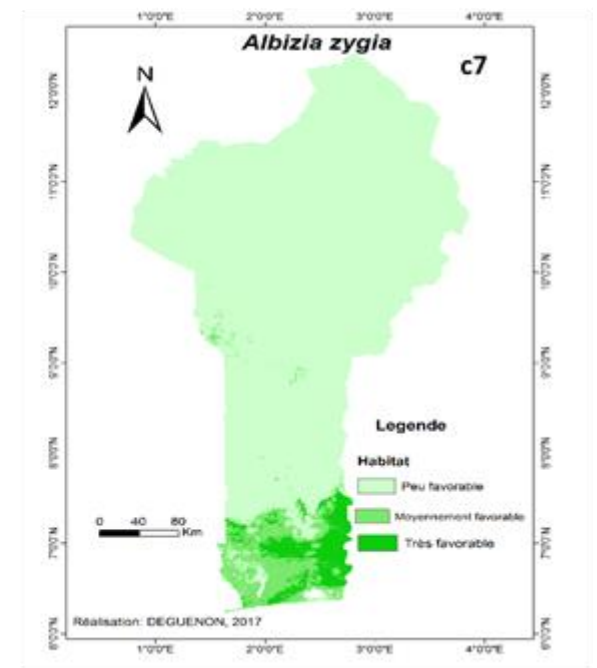 1°0'0"E 2°0'0"E 3°0'0"E 4°0'0"E
Albizia zygia
c7
N
12°0'0"N 12°0'0"N
11°0'0"N 11°0'0"N
10°0'0"N 10°0'0"N
9°0'0"N 9°0'0"N
Legende
8°0'0"N 8°0'0"N
Habitat
Peu favorable
Moyennement favorable
0 40 80
Km
Très favorable
7°0'0"N 7°0'0"N
Réalisation: DEGUENON, 2017
6°0'0"N 6°0'0"N
1°0'0"E 2°0'0"E 3°0'0"E 4°0'0"E